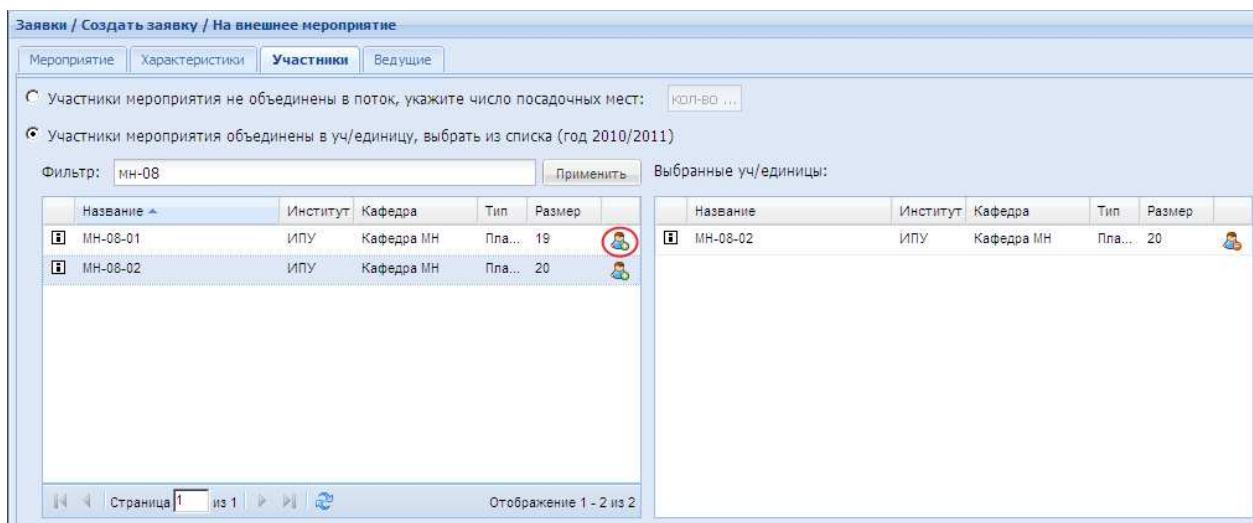 Заявки / Создать заявку / На внешнее мероприятие
Мероприятие Характеристики Участники Ведущие
Участники мероприятия не объединены в поток, укажите число посадочных мест: кол-во ...
Участники мероприятия объединены в уч/единицу, выбрать из списка (год 2010/2011)
Фильтр: мн-08 Применить Выбранные уч/единицы:
Название Институт Кафедра Тип Размер Название Институт Кафедра Тип Размер
МН-08-01 ИПУ Кафедра МН Пла... 19 МН-08-02 ИПУ Кафедра МН Пла... 20
МН-08-02 ИПУ Кафедра МН Пла... 20
Страница 1 из 1 Отображение 1 - 2 из 2